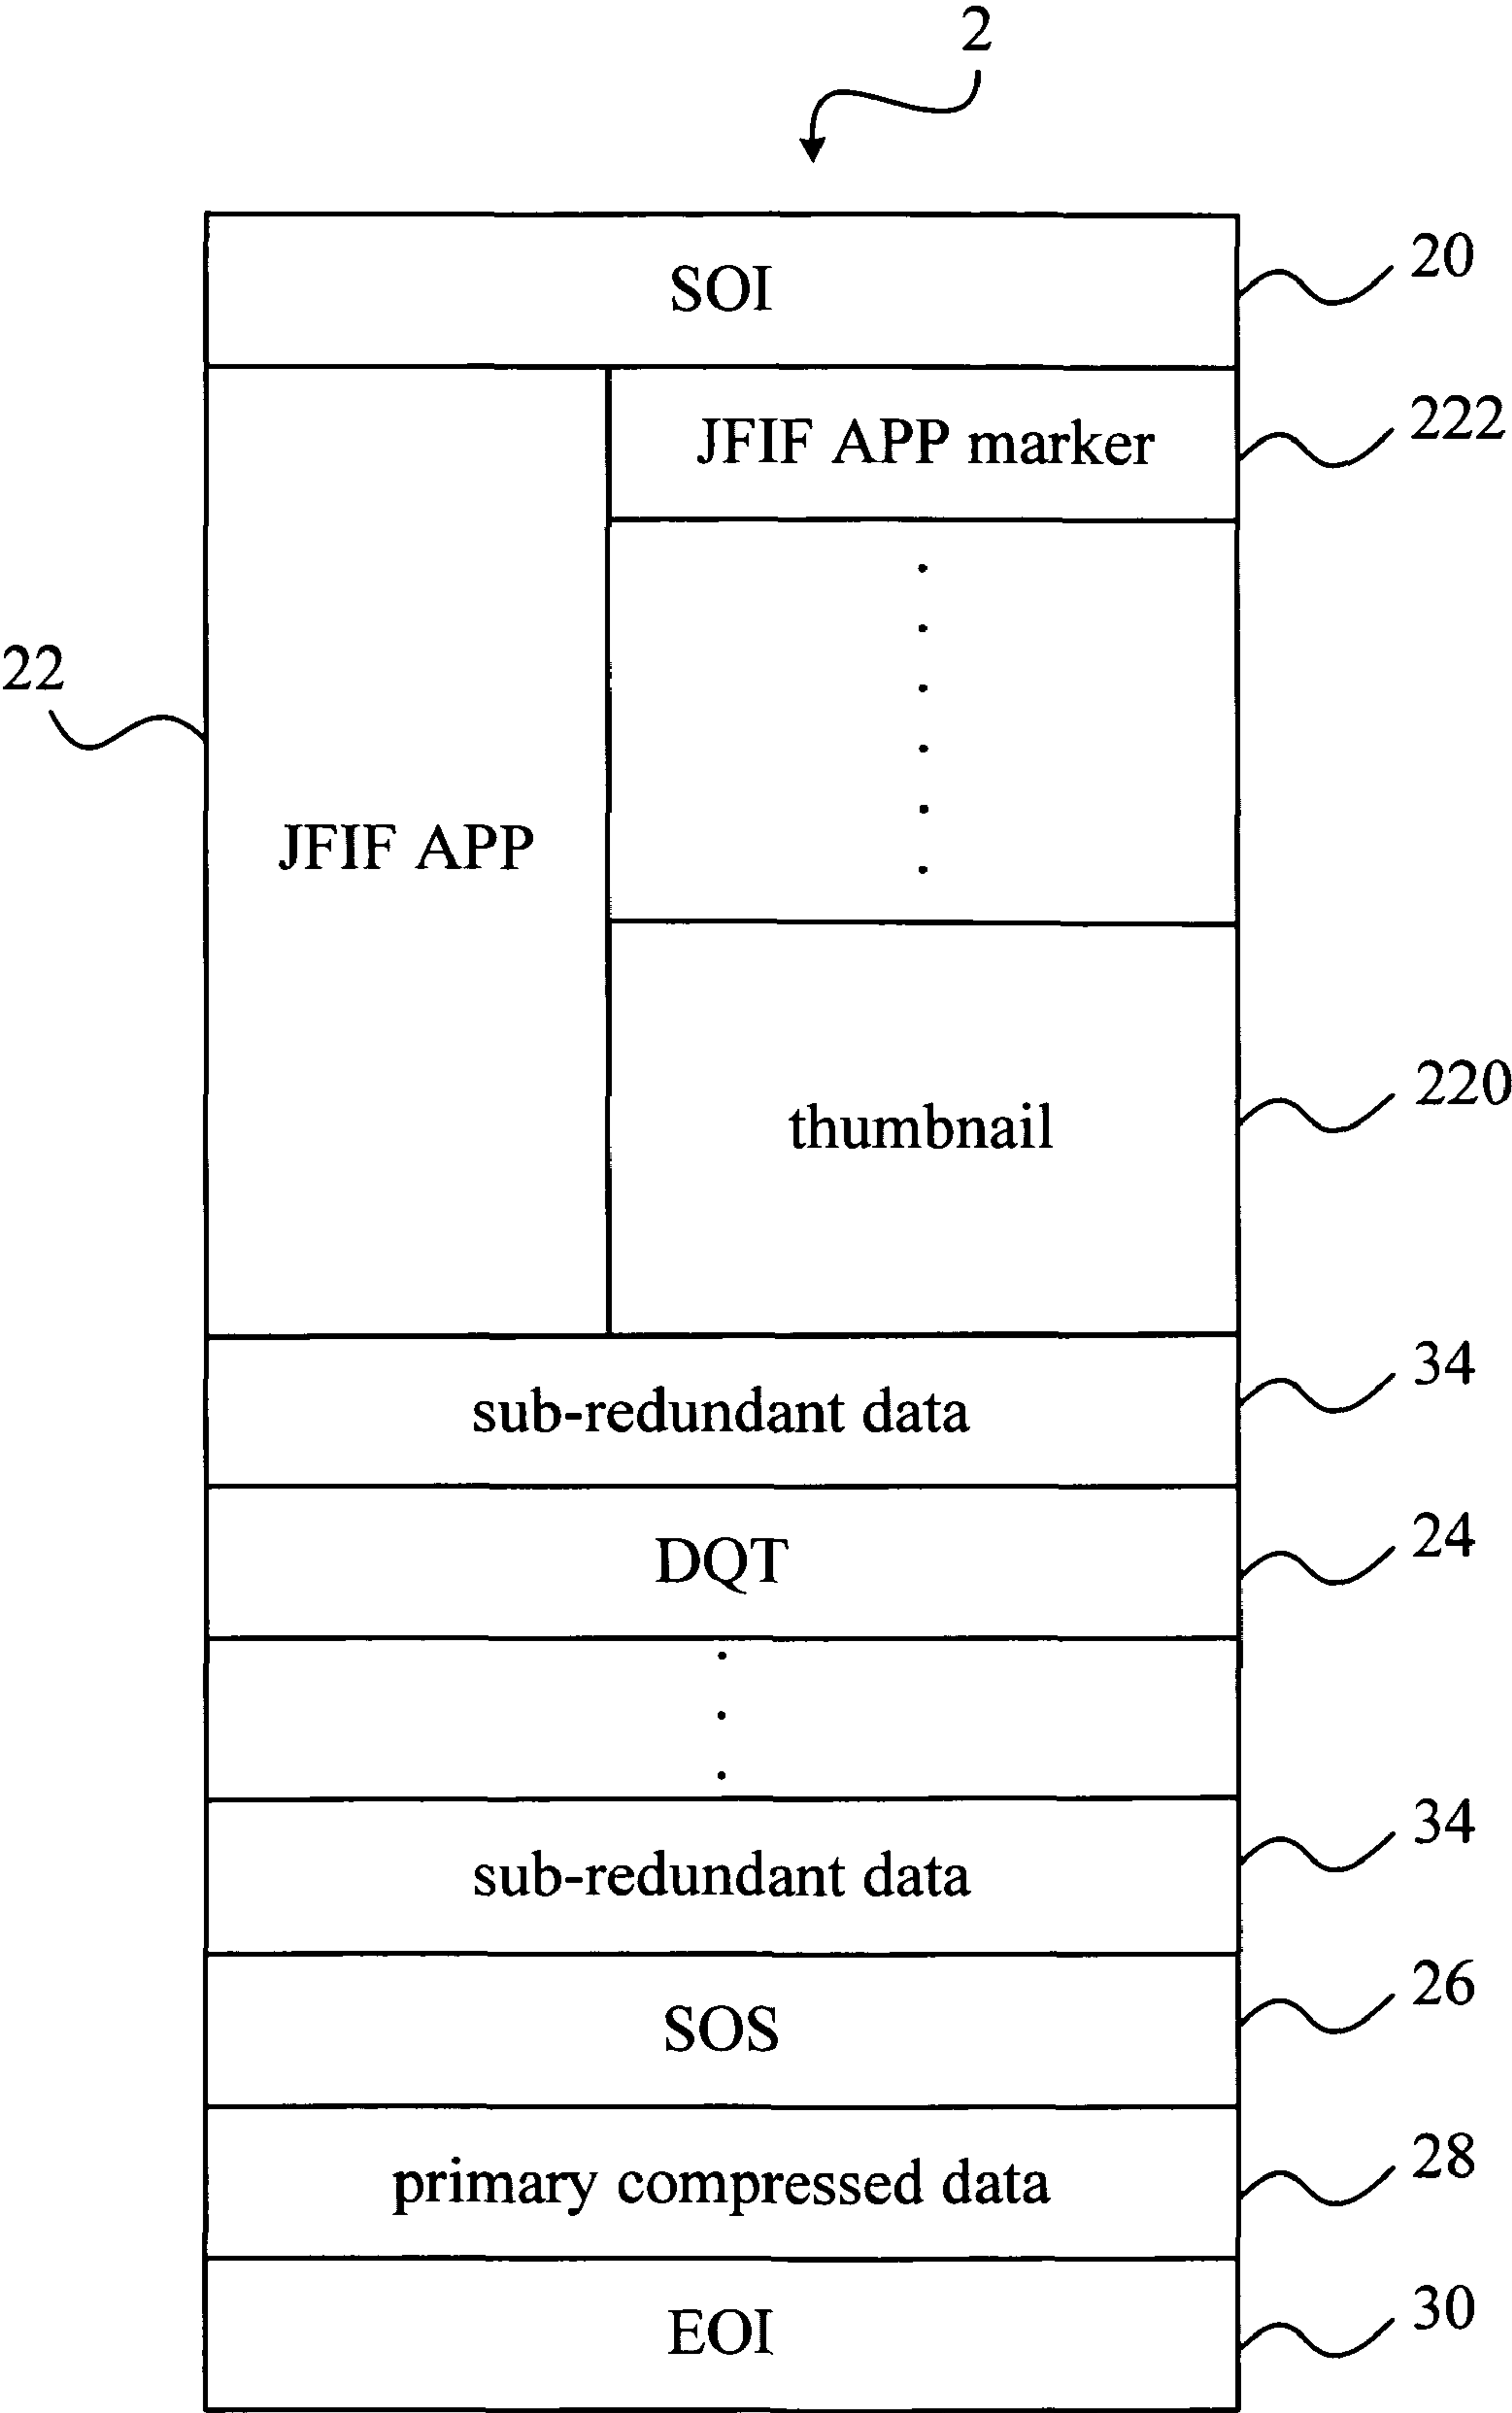 2
SOI
20
JFIF APP marker
222
22
JFIF APP
thumbnail
220
sub-redundant data
34
DQT
24
sub-redundant data
34
SOS
26
primary compressed data
28
EOI
30